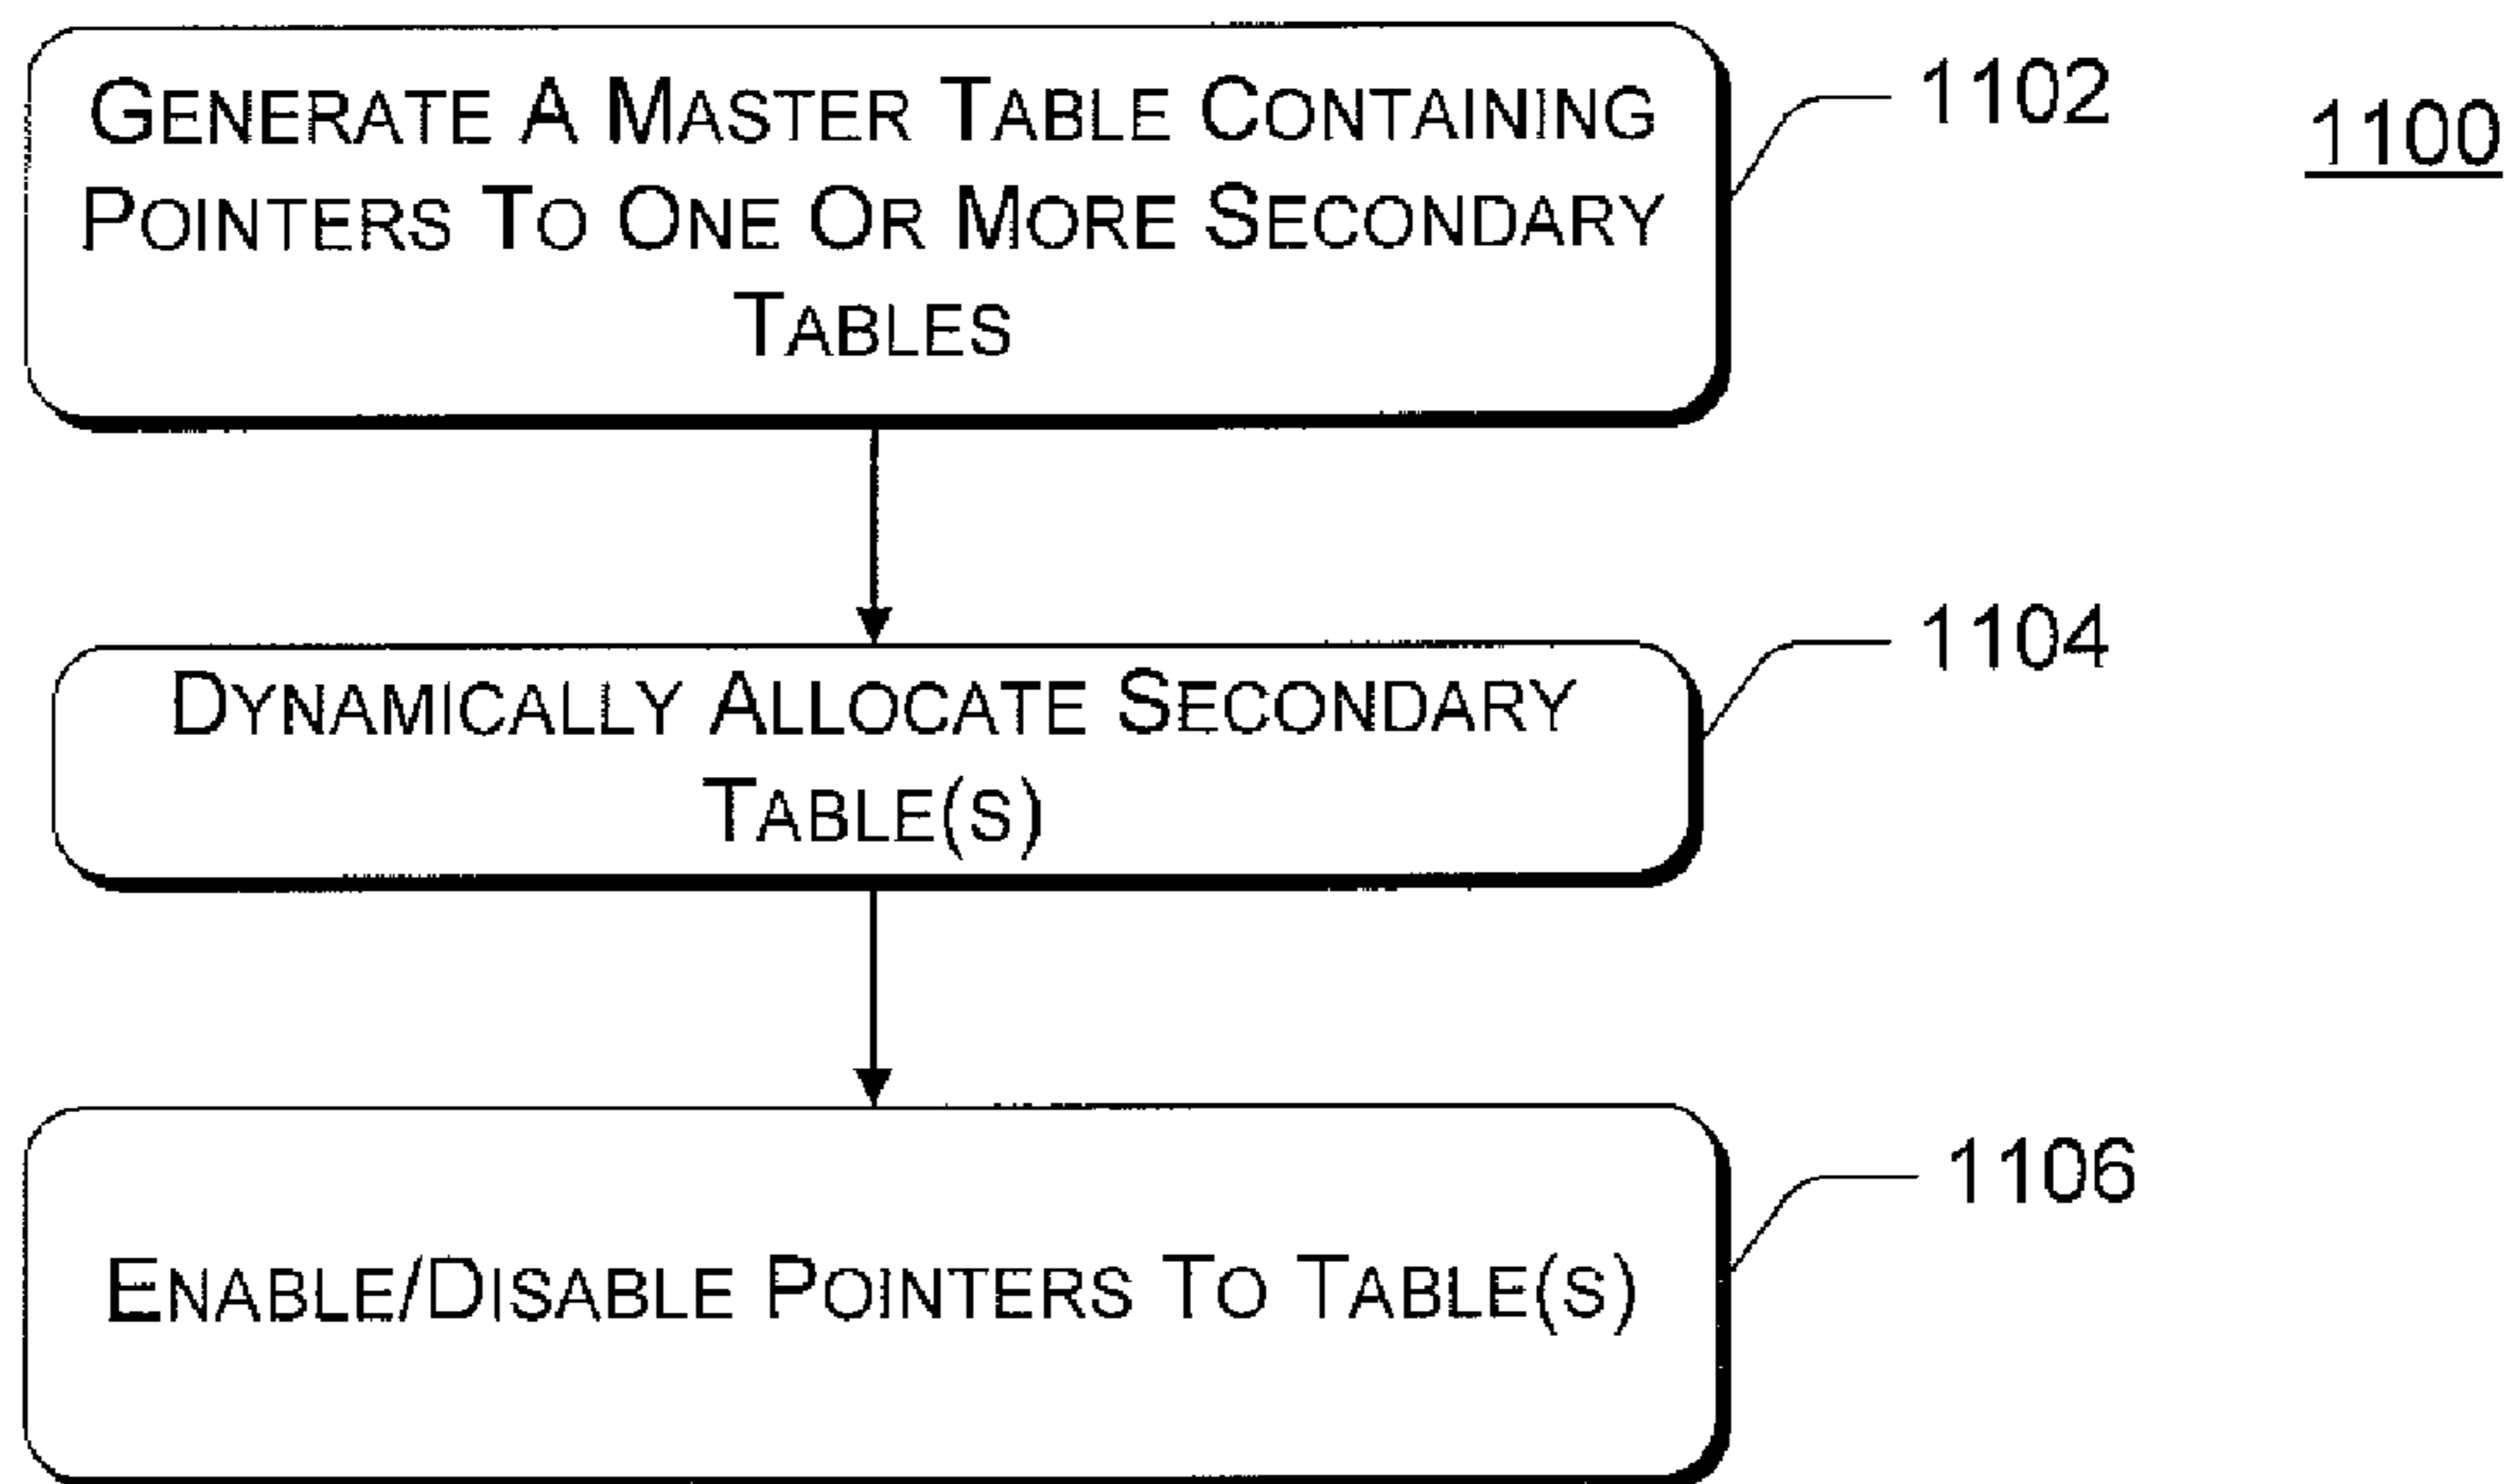 GENERATE A MASTER TABLE CONTAINING
POINTERS TO ONE OR MORE SECONDARY
TABLES
1102
1100
DYNAMICALLY ALLOCATE SECONDARY
TABLE(S)
1104
ENABLE/DISABLE POINTERS TO TABLE(S)
1106